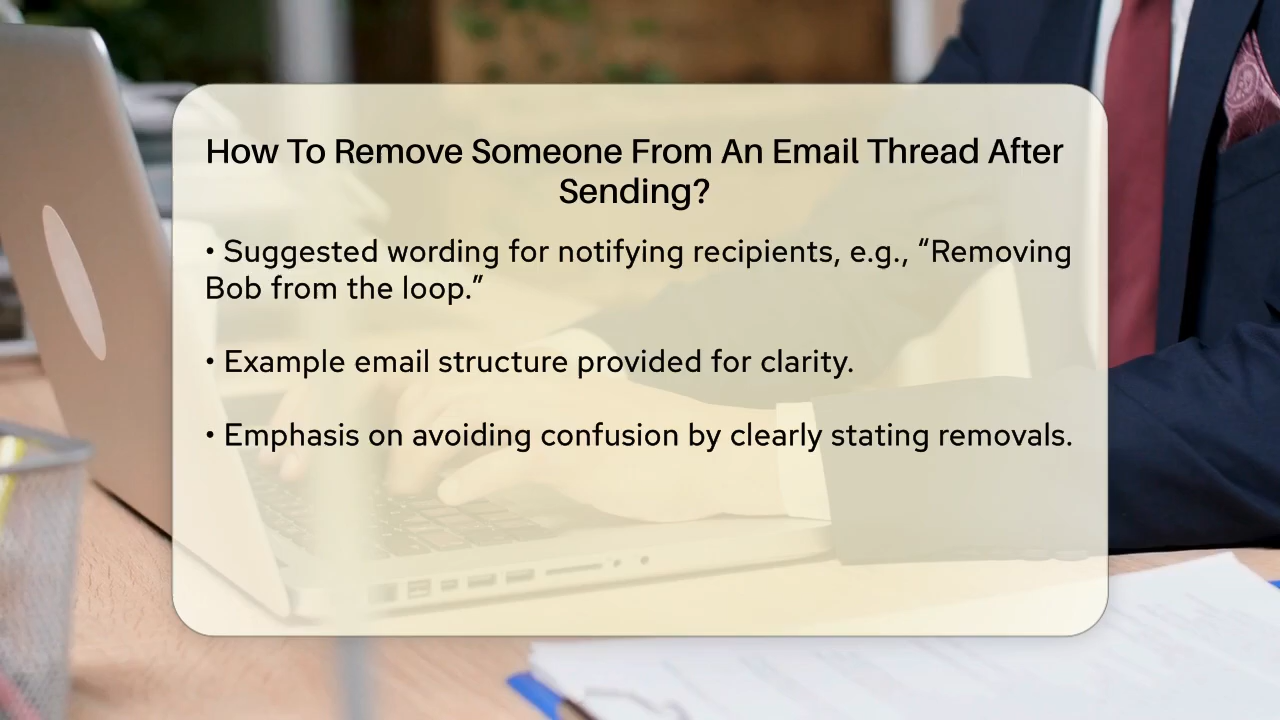 How To Remove Someone From An Email Thread After
Sending?
• Suggested wording for notifying recipients, e.g., “Removing
Bob from the loop.”
• Example email structure provided for clarity.
• Emphasis on avoiding confusion by clearly stating removals.